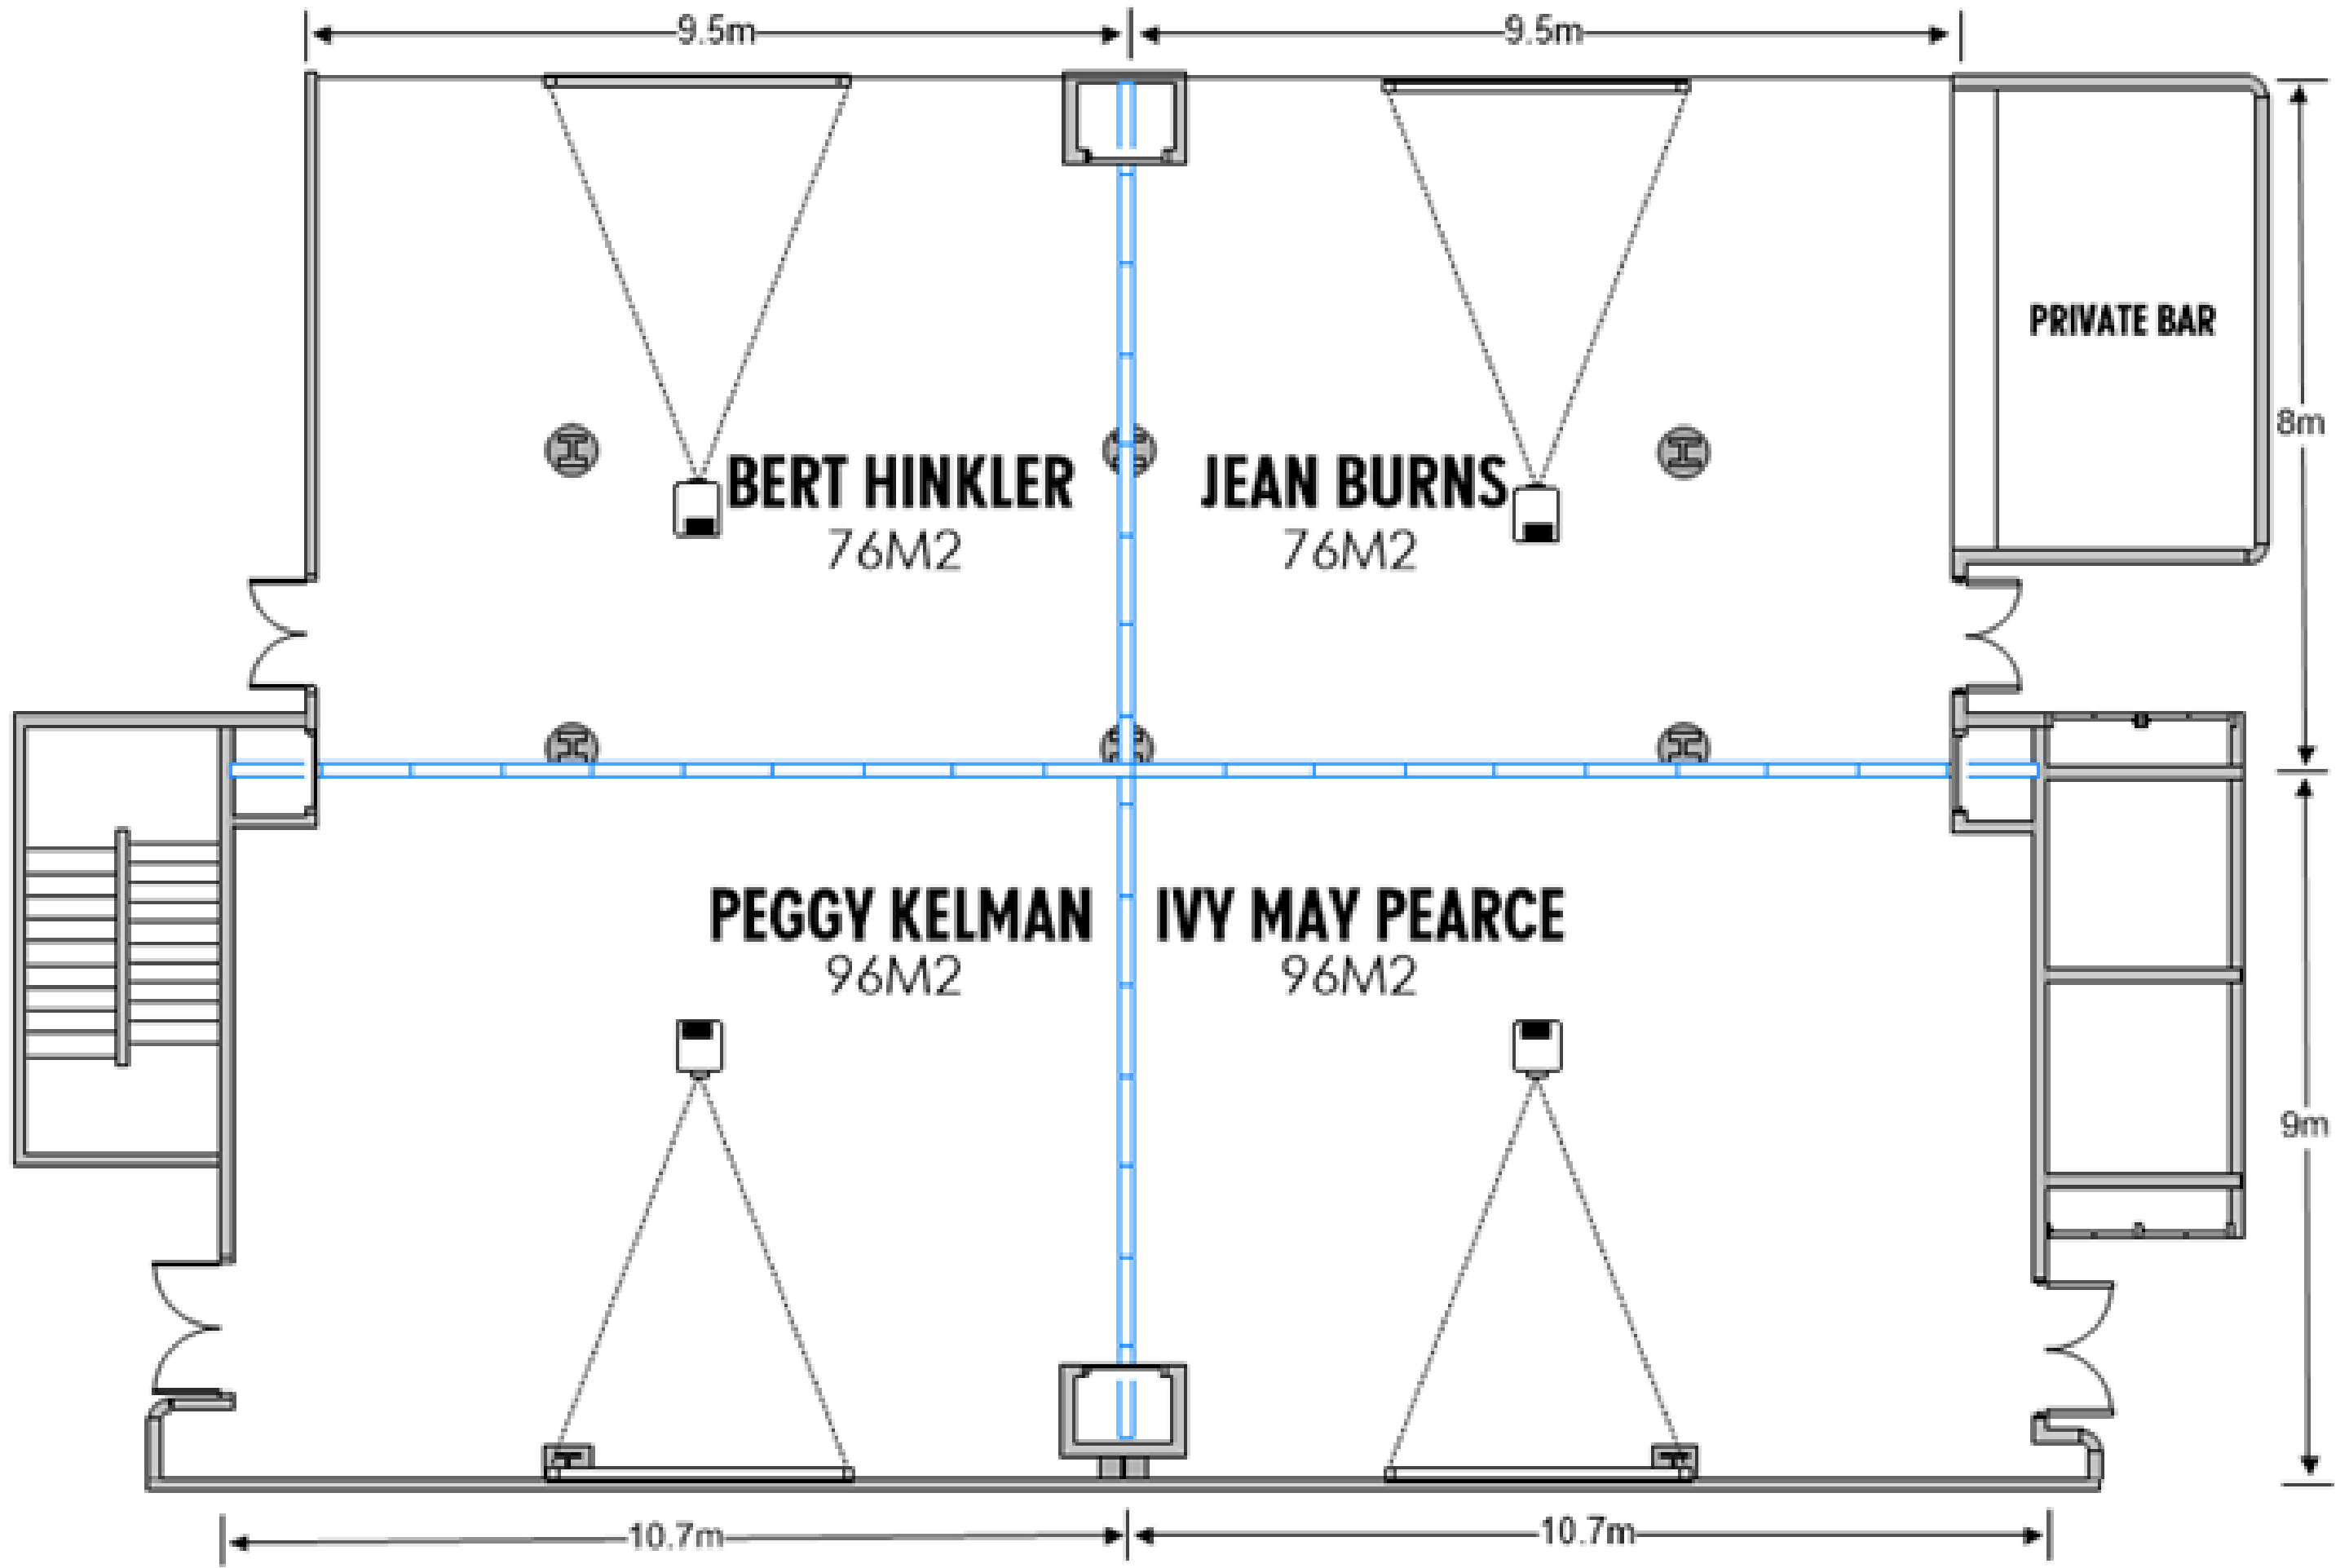 9.5m 9.5m
PRIVATE BAR
8m
BERT HINKLER
76M2
JEAN BURNS
76M2
PEGGY KELMAN
96M2
IVY MAY PEARCE
96M2
9m
10.7m 10.7m